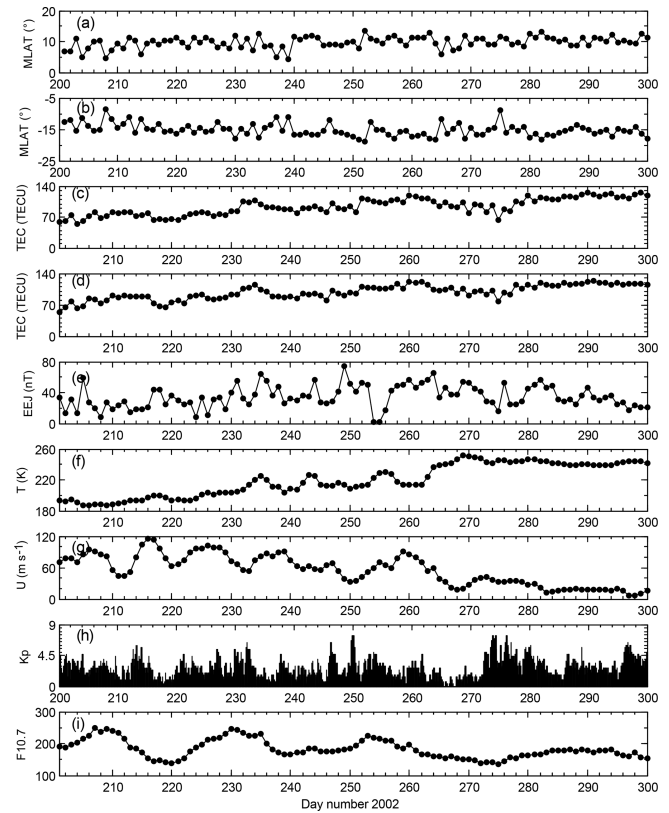 20
(a)
MLAT (°)
10
0
200 210 220 230 240 250 260 270 280 290 300
-5
(b)
MLAT (°)
-15
-25
200 210 220 230 240 250 260 270 280 290 300
140
(c)
TEC (TECU)
70
0
210 220 230 240 250 260 270 280 290 300
140
(d)
TEC (TECU)
70
0
210 220 230 240 250 260 270 280 290 300
80
(e)
EEJ (nT)
40
0
210 220 230 240 250 260 270 280 290 300
260
(f)
T (K)
220
180
210 220 230 240 250 260 270 280 290 300
120
(g)
U (m s⁻¹)
60
0
210 220 230 240 250 260 270 280 290 300
9
(h)
Kp
4.5
0
200 210 220 230 240 250 260 270 280 290 300
300
(i)
F10.7
200
100
210 220 230 240 250 260 270 280 290 300
Day number 2002